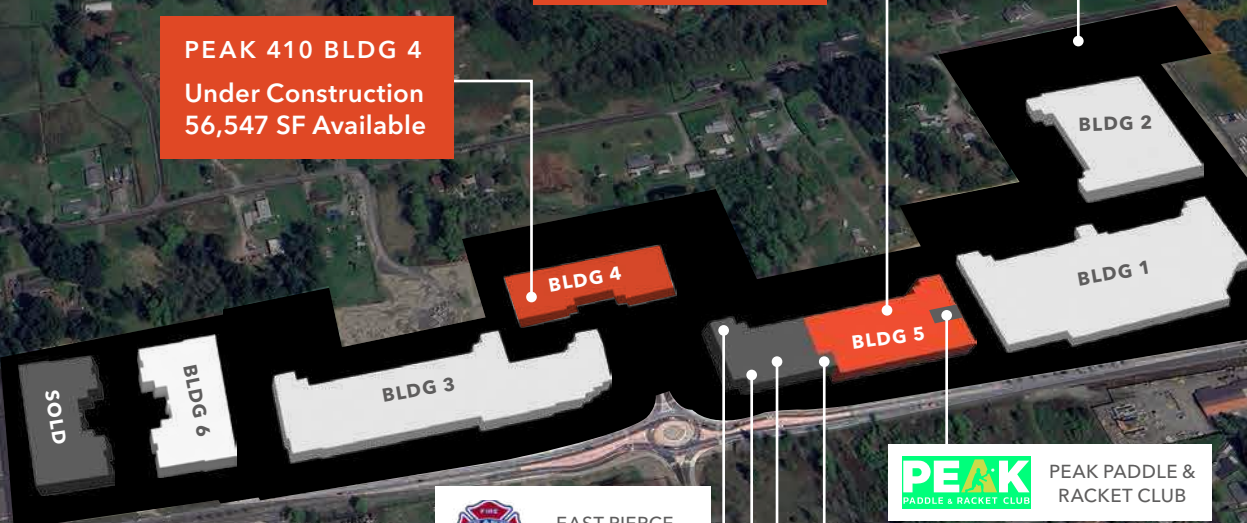 PEAK 410 BLDG 4
Under Construction
56,547 SF Available
BLDG 2
BLDG 4
BLDG 1
BLDG 5
BLDG 3
BLDG 6
SOLD
PEAK
PADDLE & RACKET CLUB
PEAK PADDLE &
RACKET CLUB
FIRE
EAST PIERCE